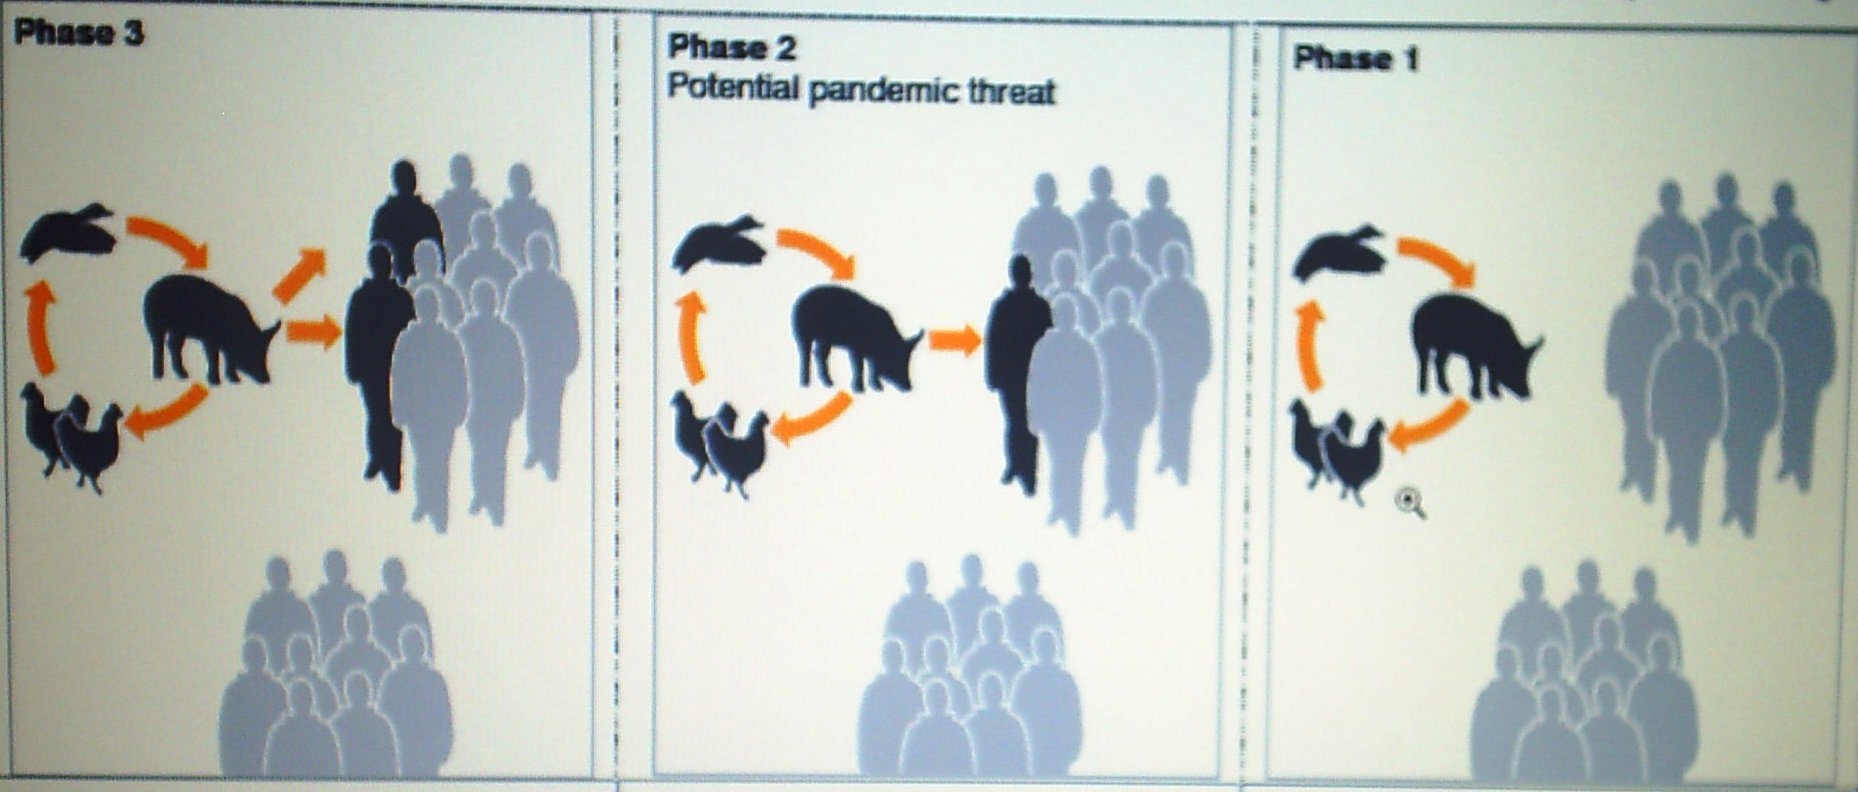 Phase 3
Phase 2
Potential pandemic threat
Phase 1